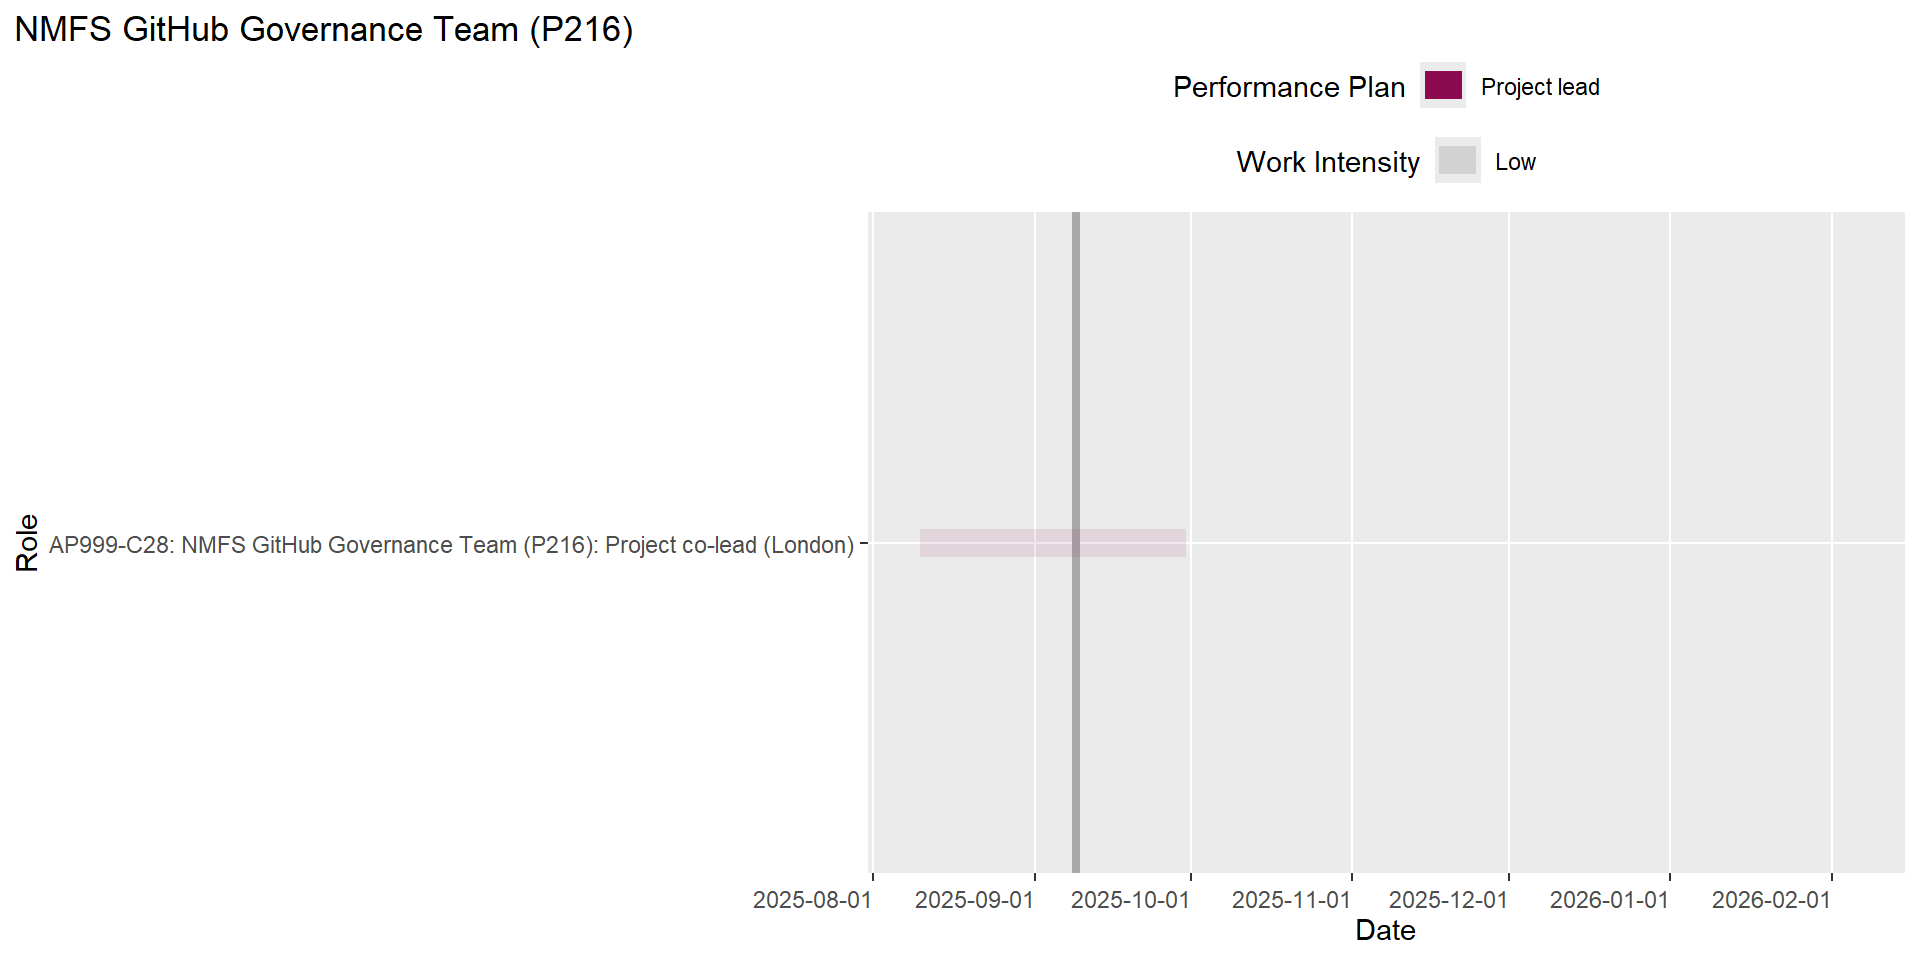 NMFS GitHub Governance Team (P216)
Performance Plan Project lead
Work Intensity Low
Role
AP999-C28: NMFS GitHub Governance Team (P216): Project co-lead (London)
2025-08-01 2025-09-01 2025-10-01 2025-11-01 2025-12-01 2026-01-01 2026-02-01
Date